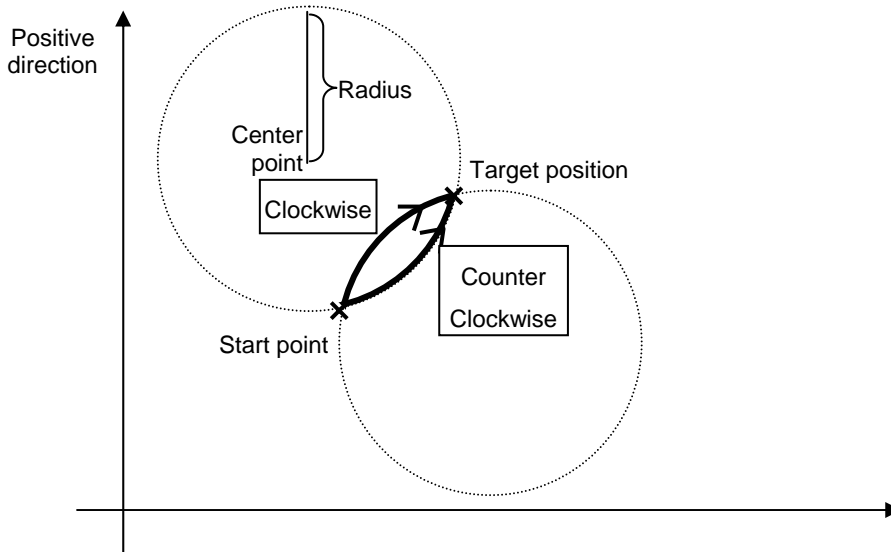 Positive
direction
Radius
Center
point
Target position
Clockwise
Counter
Clockwise
Start point